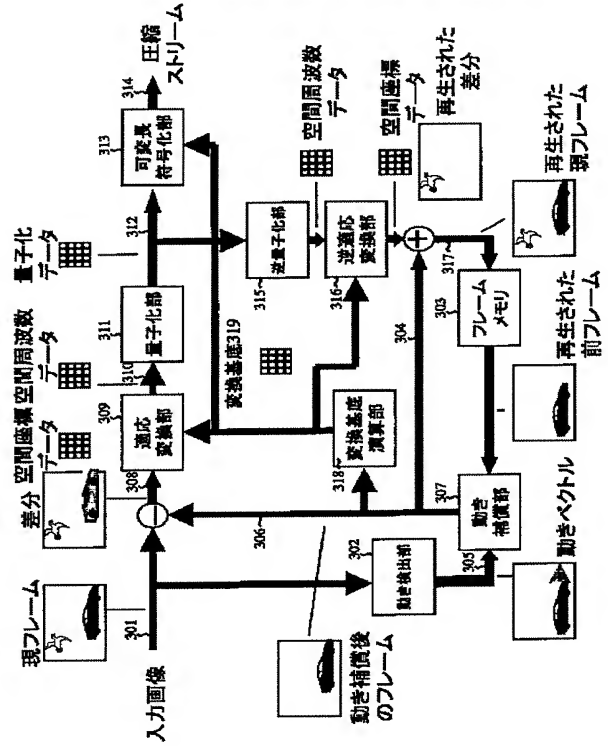 入力画像
301
現フレーム
差分
308
空間座標
データ
309
適応
変換部
空間周波数
データ
310
311
量子化部
量子化
データ
312
313
可変長
符号化部
314
圧縮
ストリーム
変換基底319
315
逆量子化部
空間周波数
データ
316
逆適応
変換部
空間座標
データ
再生された
差分
318
変換基底
演算部
304
306
317
再生された
現フレーム
303
フレーム
メモリ
再生された
前フレーム
302
動き検出部
305
307
動き
補償部
動きベクトル
動き補償後
のフレーム